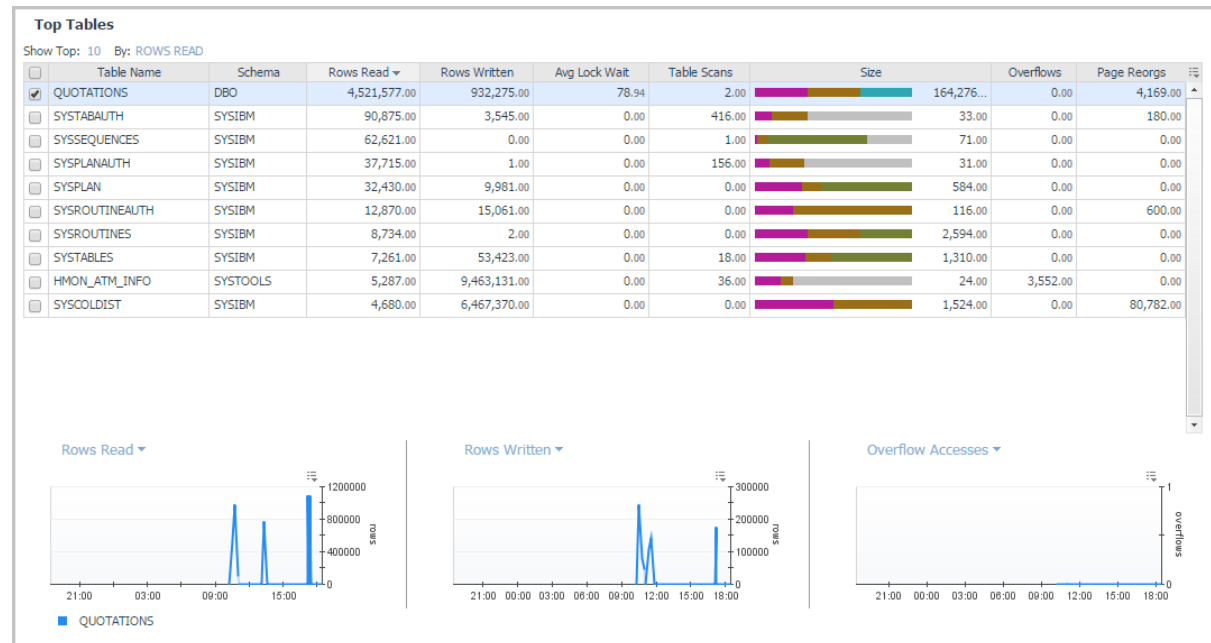 Top Tables
Show Top: 10 By: ROWS READ
Table Name Schema Rows Read Rows Written Avg Lock Wait Table Scans Size Overflows Page Reorgs
QUOTATIONS DBO 4,521,577.00 932,275.00 78.94 2.00 164,276... 0.00 4,169.00
SYSTABAUTH SYSIBM 90,875.00 3,545.00 0.00 416.00 33.00 0.00 180.00
SYSSEQUENCES SYSIBM 62,621.00 0.00 0.00 1.00 71.00 0.00 0.00
SYSPLANAUTH SYSIBM 37,715.00 1.00 0.00 156.00 31.00 0.00 0.00
SYSPLAN SYSIBM 32,430.00 9,981.00 0.00 0.00 584.00 0.00 0.00
SYSROUTINEAUTH SYSIBM 12,870.00 15,061.00 0.00 0.00 116.00 0.00 600.00
SYSROUTINES SYSIBM 8,734.00 2.00 0.00 0.00 2,594.00 0.00 0.00
SYSTABLES SYSIBM 7,261.00 53,423.00 0.00 18.00 1,310.00 0.00 0.00
HMON_ATM_INFO SYSTOOLS 5,287.00 9,463,131.00 0.00 36.00 24.00 3,552.00 0.00
SYSCOLDIST SYSIBM 4,680.00 6,467,370.00 0.00 0.00 1,524.00 0.00 80,782.00
Rows Read
1200000
800000
400000
0
rows
21:00 03:00 09:00 15:00
QUOTATIONS
Rows Written
300000
200000
100000
0
rows
21:00 00:00 03:00 06:00 09:00 12:00 15:00 18:00
Overflow Accesses
1
0
overflows
21:00 00:00 03:00 06:00 09:00 12:00 15:00 18:00